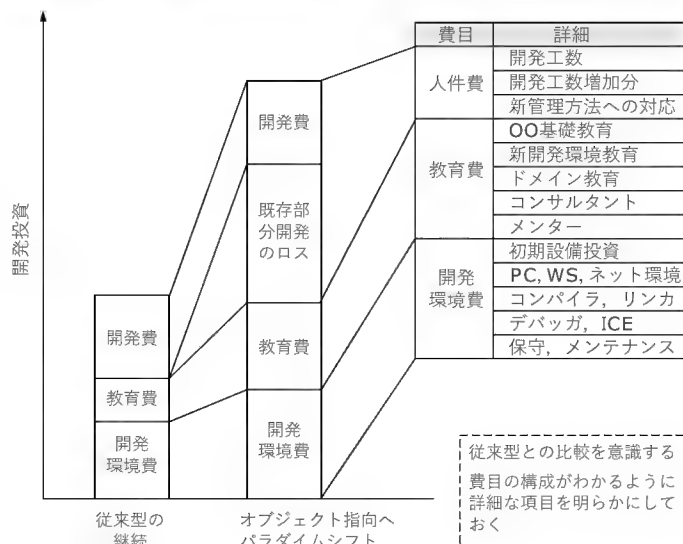 開発投資
開発費
教育費
開発
環境費
従来型の
継続
開発費
既存部
分開発
のロス
教育費
開発
環境費
オブジェクト指向へ
パラダイムシフト
費目 詳細
人件費
開発工数
開発工数増加分
新管理方法への対応
教育費
OO基礎教育
新開発環境教育
ドメイン教育
コンサルタント
メンター
開発
環境費
初期設備投資
PC, WS, ネット環境
コンパイラ，リンカ
デバッガ，ICE
保守，メンテナンス
従来型との比較を意識する
費目の構成がわかるように
詳細な項目を明らかにして
おく